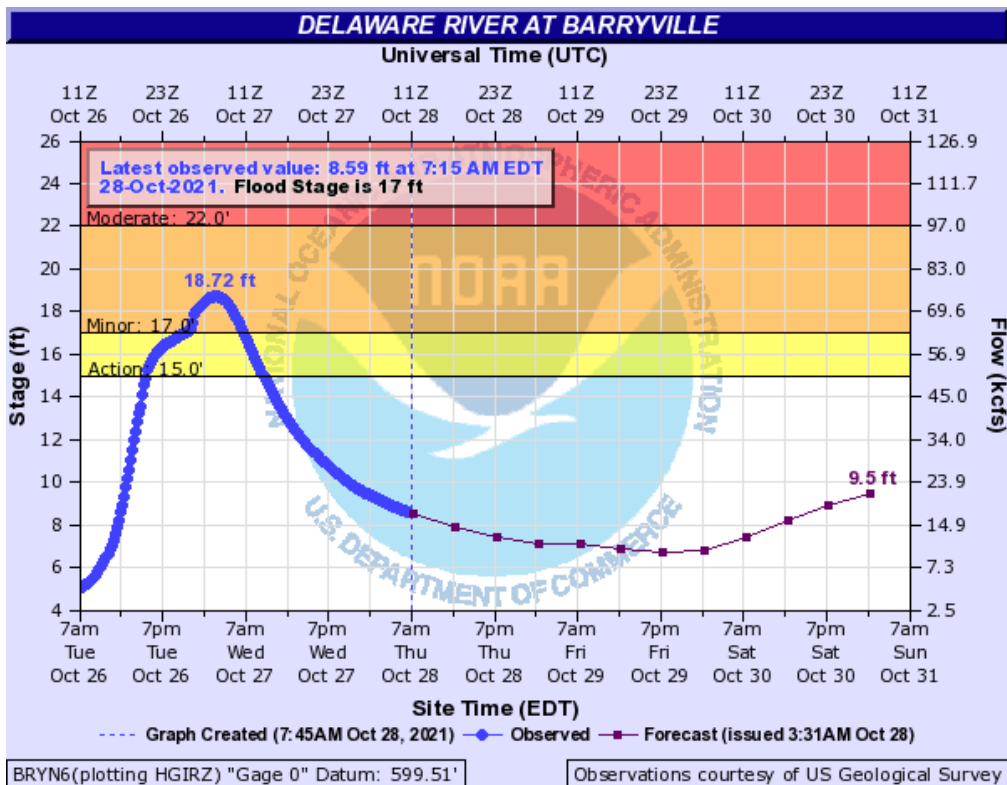 DELAWARE RIVER AT BARRYVILLE
Universal Time (UTC)
11Z 23Z 11Z 23Z 11Z 23Z 11Z 23Z 11Z 23Z 11Z
Oct 26 Oct 26 Oct 27 Oct 27 Oct 28 Oct 28 Oct 29 Oct 29 Oct 30 Oct 30 Oct 31
Latest observed value: 8.59 ft at 7:15 AM EDT
28-Oct-2021. Flood Stage is 17 ft
Moderate: 22.0'
18.72 ft
Minor: 17.0'
Action: 15.0'
9.5 ft
NOAA
NATIONAL OCEANIC AND ATMOSPHERIC ADMINISTRATION
U.S. DEPARTMENT OF COMMERCE
Stage (ft)
26
24
22
20
18
16
14
12
10
8
6
4
Flow (kcfs)
126.9
111.7
97.0
83.0
69.6
56.9
45.0
34.0
23.9
14.9
7.3
2.5
7am 7pm 7am 7pm 7am 7pm 7am 7pm 7am 7pm 7am
Tue Tue Wed Wed Thu Thu Fri Fri Sat Sat Sun
Oct 26 Oct 26 Oct 27 Oct 27 Oct 28 Oct 28 Oct 29 Oct 29 Oct 30 Oct 30 Oct 31
Site Time (EDT)
Graph Created (7:45AM Oct 28, 2021) Observed Forecast (issued 3:31AM Oct 28)
BRYN6(plotting HGIRZ) "Gage 0" Datum: 599.51'
Observations courtesy of US Geological Survey